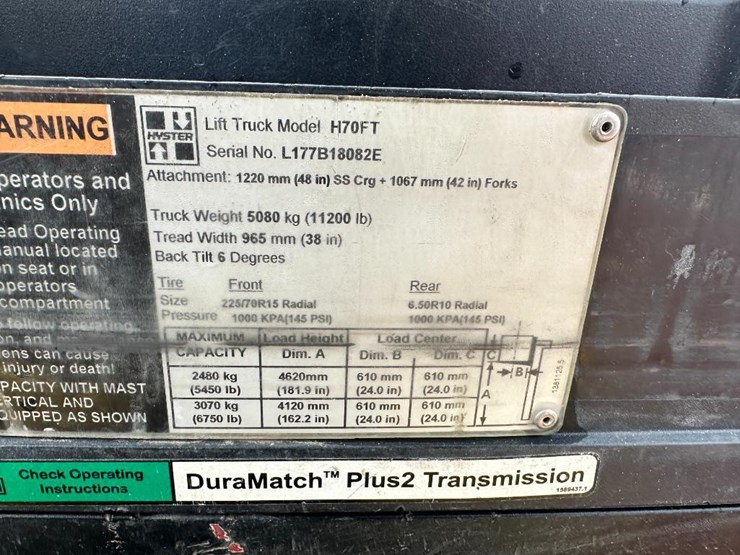 ARNING
perators and
nics Only
ead Operating
anual located
n seat or in
operators
compartment
follow operating
on, and
ens can cause
injury or death!
PACITY WITH MAST
ERTICAL AND
QUIPPED AS SHOWN
HYSTER
Lift Truck Model H70FT
Serial No. L177B18082E
Attachment: 1220 mm (48 in) SS Crg + 1067 mm (42 in) Forks
Truck Weight 5080 kg (11200 lb)
Tread Width 965 mm (38 in)
Back Tilt 6 Degrees
Tire Front Rear
Size 225/70R15 Radial 6.50R10 Radial
Pressure 1000 KPA(145 PSI) 1000 KPA(145 PSI)
MAXIMUM CAPACITY Load Height Load Center
Dim. A Dim. B Dim. C
2480 kg 4620mm 610 mm 610 mm
(5450 lb) (181.9 in) (24.0 in) (24.0 in)
3070 kg 4120 mm 610 mm 610 mm
(6750 lb) (162.2 in) (24.0 in) (24.0 in)
C
B
A
1381125.5
Check Operating
Instructions
DuraMatch™ Plus2 Transmission
1589437.1